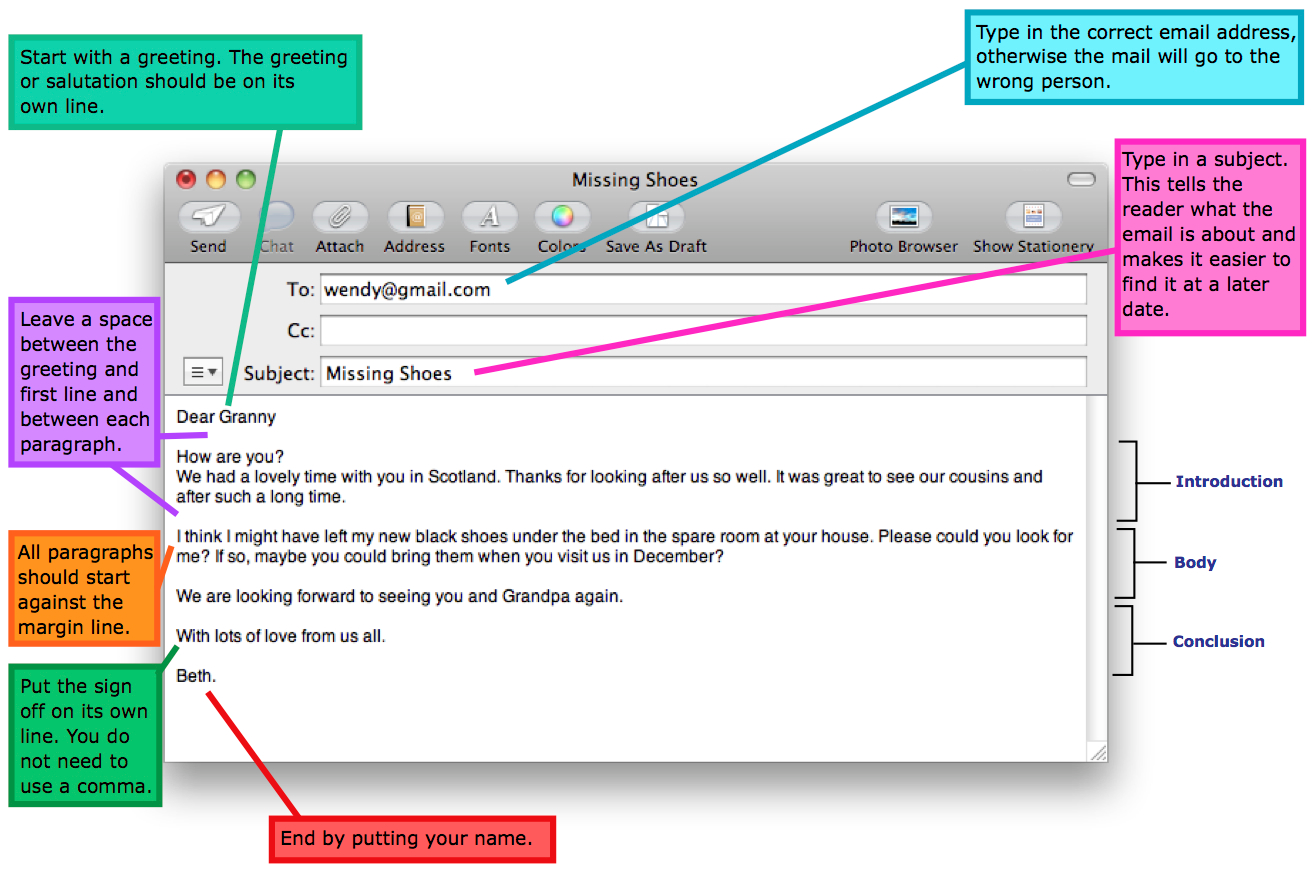 Start with a greeting. The greeting
or salutation should be on its
own line.
Type in the correct email address,
otherwise the mail will go to the
wrong person.
Type in a subject.
This tells the
reader what the
email is about and
makes it easier to
find it at a later
date.
Missing Shoes
Send Chat Attach Address Fonts Colors Save As Draft Photo Browser Show Stationery
To: wendy@gmail.com
Cc:
Subject: Missing Shoes
Leave a space
between the
greeting and
first line and
between each
paragraph.
Dear Granny
How are you?
We had a lovely time with you in Scotland. Thanks for looking after us so well. It was great to see our cousins and
after such a long time.
I think I might have left my new black shoes under the bed in the spare room at your house. Please could you look for
me? If so, maybe you could bring them when you visit us in December?
We are looking forward to seeing you and Grandpa again.
With lots of love from us all.
Beth.
Introduction
Body
Conclusion
All paragraphs
should start
against the
margin line.
Put the sign
off on its own
line. You do
not need to
use a comma.
End by putting your name.